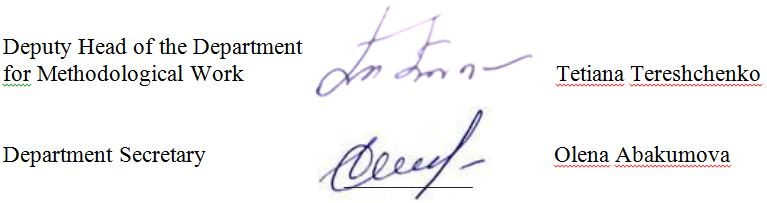 Deputy Head of the Department
for Methodological Work Tetiana Tereshchenko
Department Secretary Olena Abakumova